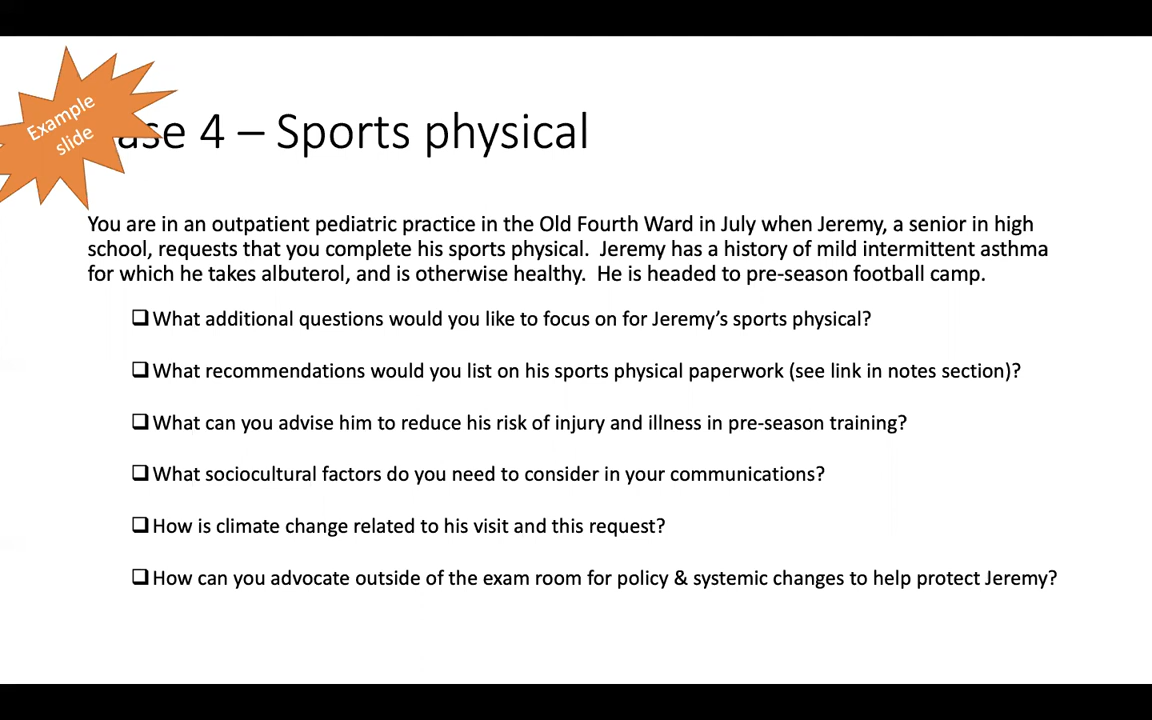 Example
slide
ase 4 – Sports physical
You are in an outpatient pediatric practice in the Old Fourth Ward in July when Jeremy, a senior in high
school, requests that you complete his sports physical.  Jeremy has a history of mild intermittent asthma
for which he takes albuterol, and is otherwise healthy.  He is headed to pre-season football camp.
❑What additional questions would you like to focus on for Jeremy’s sports physical?
❑What recommendations would you list on his sports physical paperwork (see link in notes section)?
❑What can you advise him to reduce his risk of injury and illness in pre-season training?
❑What sociocultural factors do you need to consider in your communications?
❑How is climate change related to his visit and this request?
❑How can you advocate outside of the exam room for policy & systemic changes to help protect Jeremy?